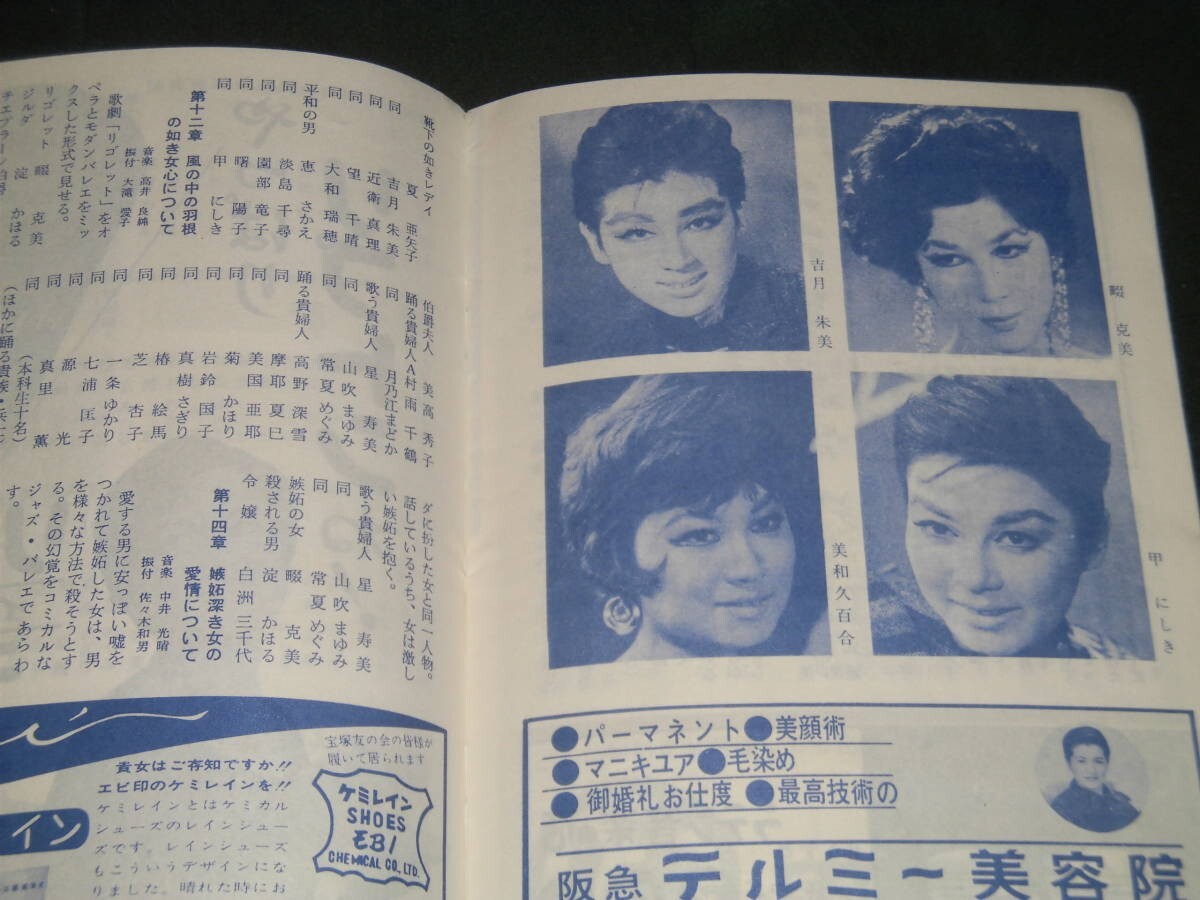 靴下の如きレデイ
同 夏 亜矢子
同 吉月 朱美
同 近衛 真理
同 望 千晴
同 大和 瑞穂
平和の男 恵 さかえ
同 淡島 千尋
同 園部 竜子
同 曙 陽子
同 甲 にしき
第十二章 風の中の羽根
の如き女心について
音楽 高井 良純
振付 大滝 愛子
歌劇「リゴレット」をオ
ペラとモダンバレエをミッ
クスした形式で見せる。
リゴレット 畷 克美
ジルダ 淀 かほる
伯爵夫人 美高 秀子
踊る貴婦人A 村雨 千鶴
同 月乃江まどか
歌う貴婦人 星 寿美
同 山吹 まゆみ
同 常夏 めぐみ
踊る貴婦人 高野 深雪
同 摩耶 夏巳
同 美国 亜耶
同 菊 かほり
同 岩鈴 国子
同 真樹 さぎり
同 椿 絵馬
同 芝 杏子
同 一条 ゆかり
同 七浦 匡子
同 源 光
同 真里 薫
(本科生十名)
ダに扮した女と同一人物。
話しているうち、女は激し
い嫉妬を抱く。
歌う貴婦人 星 寿美
同 山吹 まゆみ
同 常夏 めぐみ
嫉妬の女 畷 克美
殺される男 淀 かほる
令嬢 白洲 三千代
第十四章 嫉妬深き女の
愛情について
音楽 中井 光晴
振付 佐々木和男
愛する男に安っぽい嘘を
つかれて嫉妬した女は、男
を様々な方法で殺そうとす
る。その幻覚をコミカルな
ジャズ・バレエであらわ
す。
貴女はご存知ですか!!
エビ印のケミレインを!!
ケミレインとはケミカル
シューズのレインシュー
ズです。レインシューズ
もこういうデザインにな
りました。晴れた時にお
イン
宝塚友の会の皆様が
履いて居られます
ケミレイン
SHOES
EBI
CHEMICAL CO., LTD.
畷 克美
吉月 朱美
甲 にしき
美和久百合
●パーマネント●美顔術
●マニキユア●毛染め
●御婚礼お仕度●最高技術の
阪急 テルミー美容院